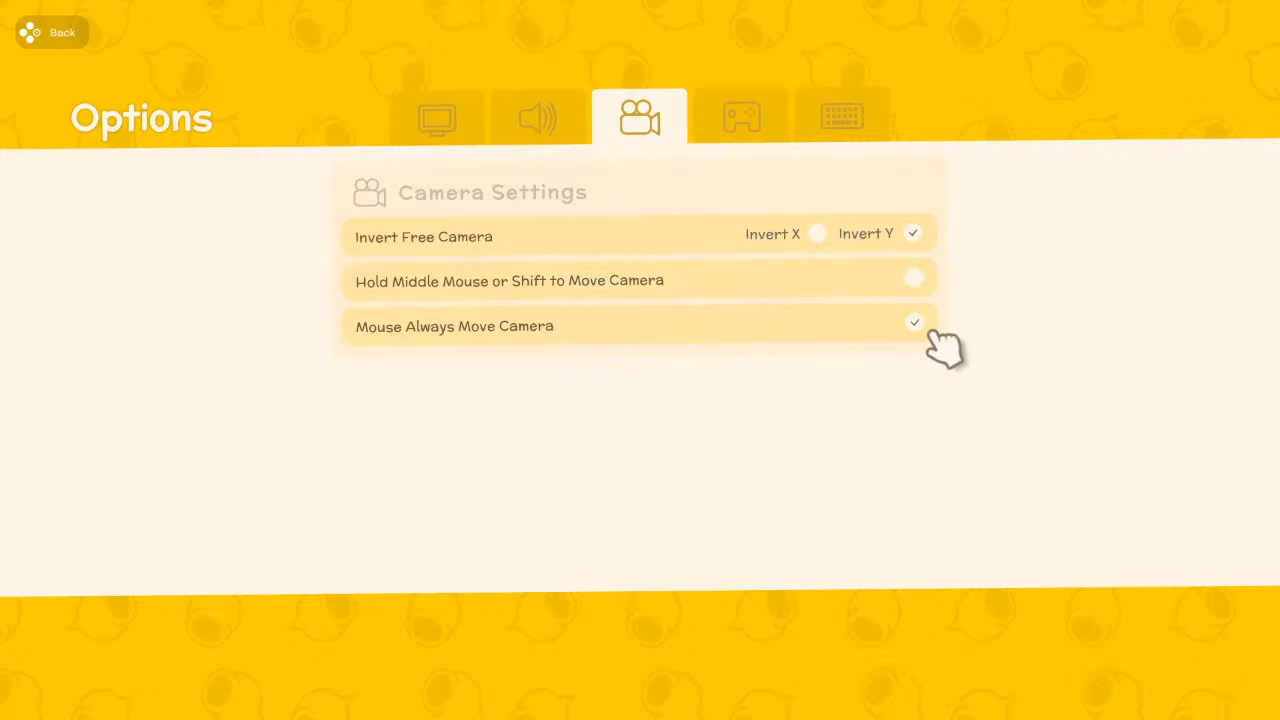 Back
Options
Camera Settings
Invert Free Camera Invert X Invert Y
Hold Middle Mouse or Shift to Move Camera
Mouse Always Move Camera